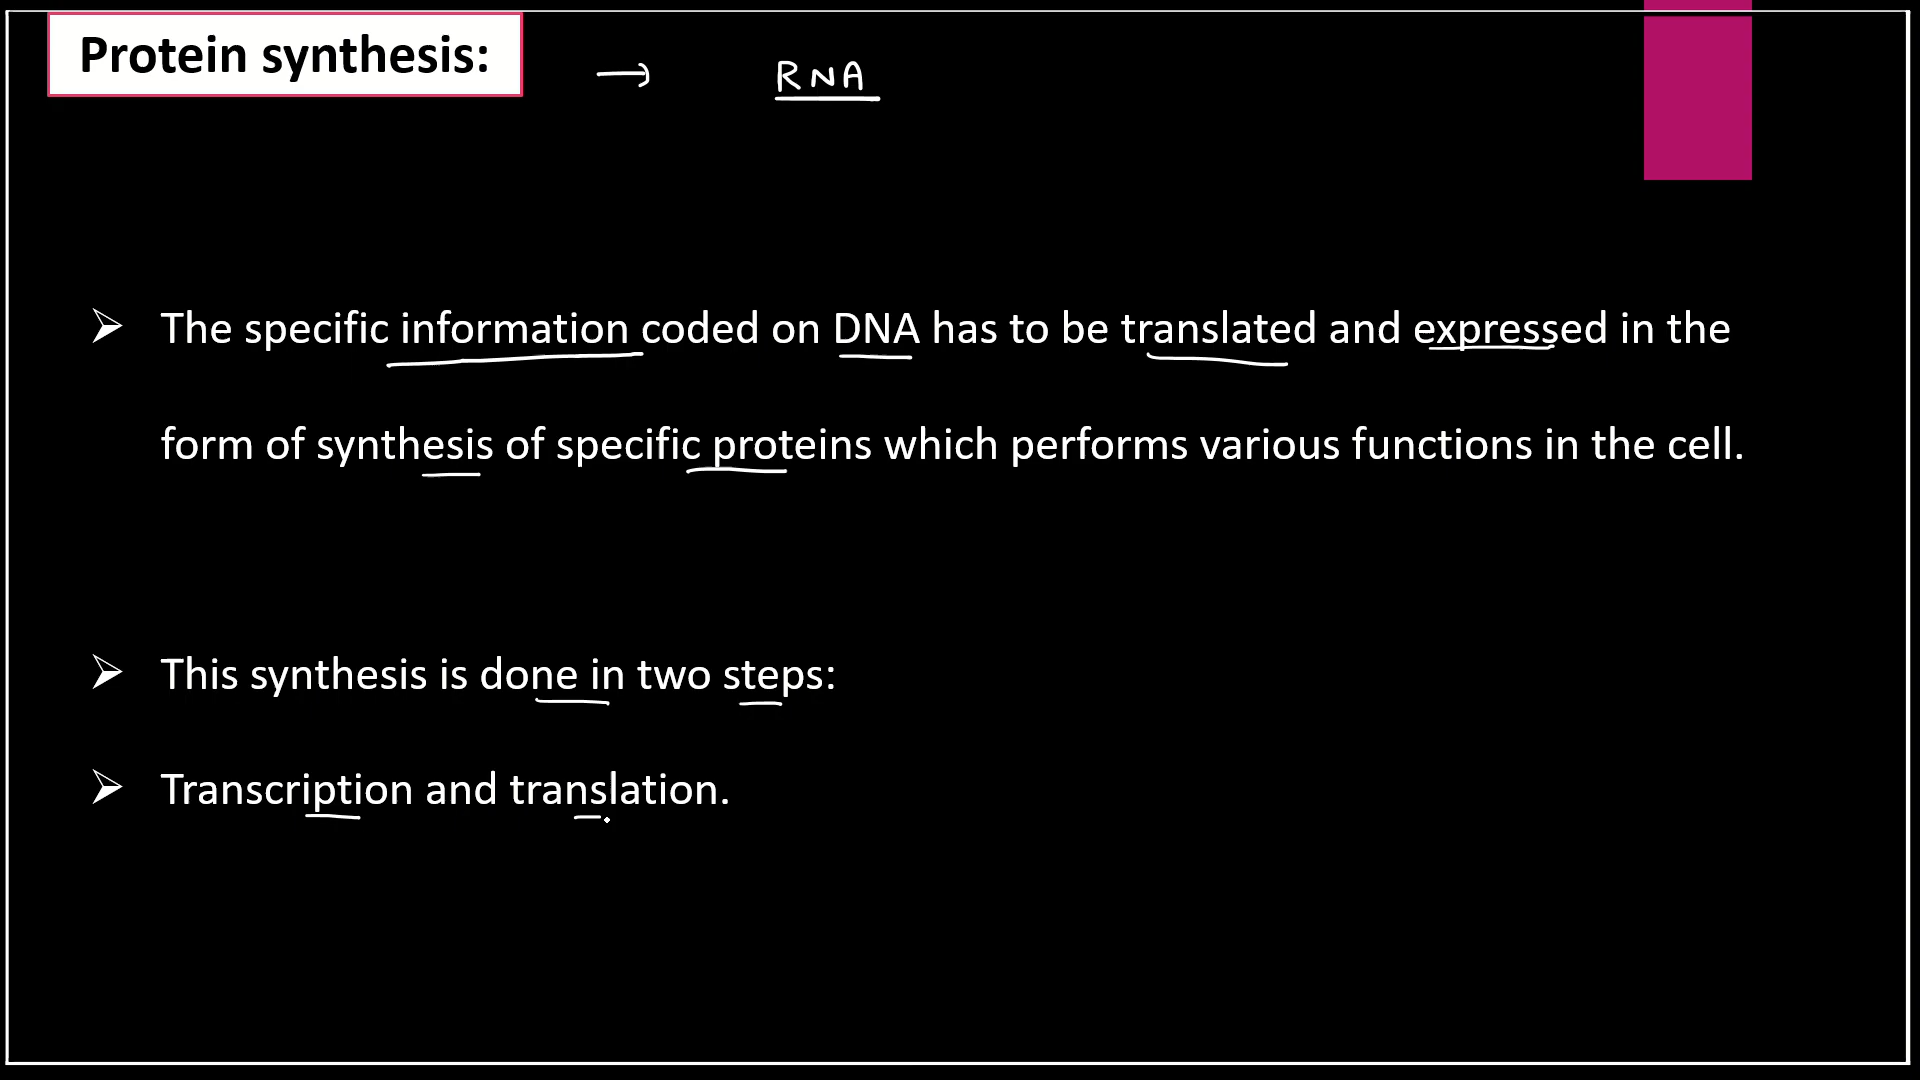 Protein synthesis: → RNA
➢ The specific information coded on DNA has to be translated and expressed in the
form of synthesis of specific proteins which performs various functions in the cell.
➢ This synthesis is done in two steps:
➢ Transcription and translation.